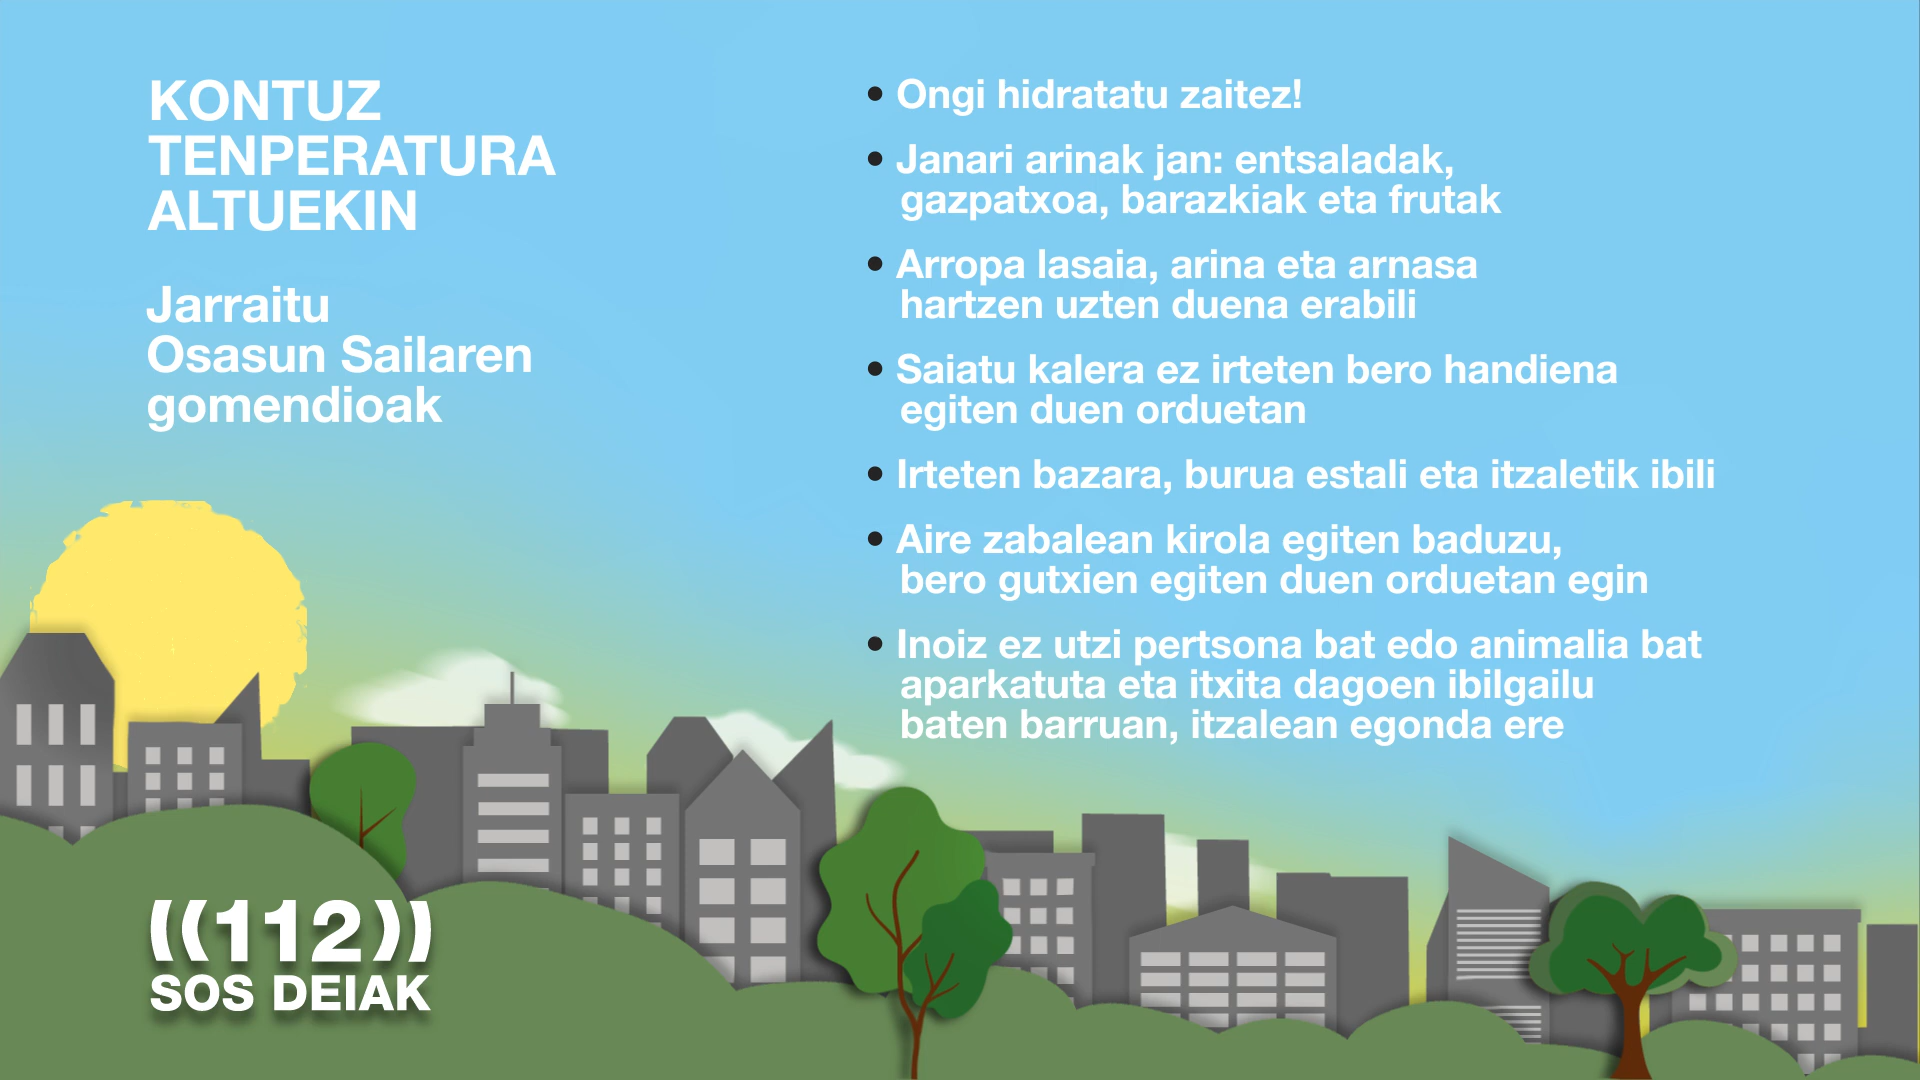 KONTUZ
TENPERATURA
ALTUEKIN
Jarraitu
Osasun Sailaren
gomendioak
• Ongi hidratatu zaitez!
• Janari arinak jan: entsaladak,
gazpatxoa, barazkiak eta frutak
• Arropa lasaia, arina eta arnasa
hartzen uzten duena erabili
• Saiatu kalera ez irteten bero handiena
egiten duen orduetan
• Irteten bazara, burua estali eta itzaletik ibili
• Aire zabalean kirola egiten baduzu,
bero gutxien egiten duen orduetan egin
• Inoiz ez utzi pertsona bat edo animalia bat
aparkatuta eta itxita dagoen ibilgailu
baten barruan, itzalean egonda ere
((112))
SOS DEIAK